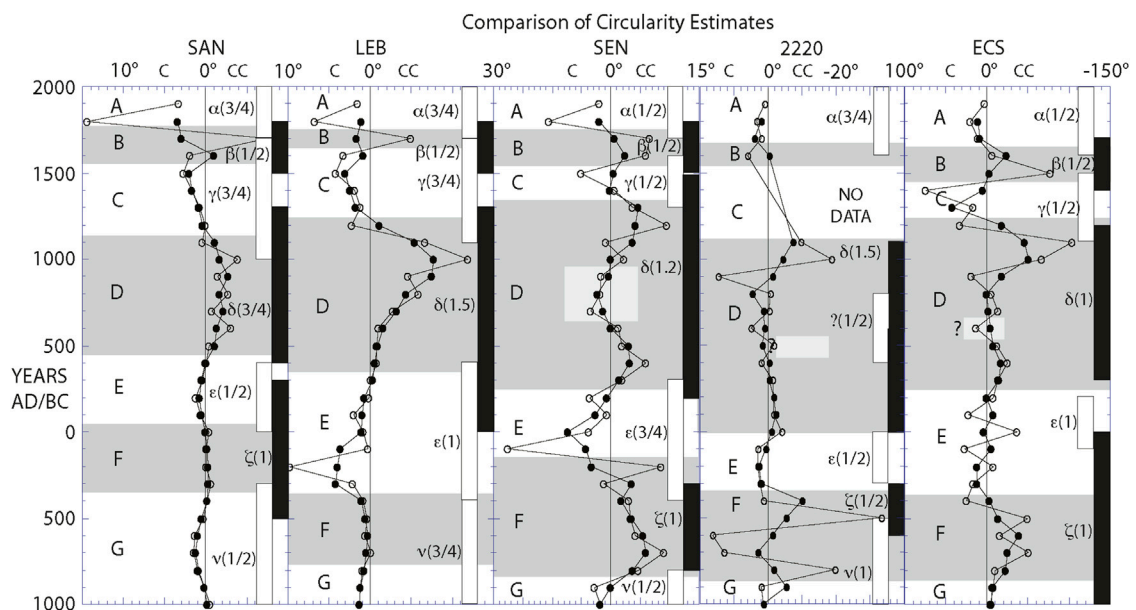 Comparison of Circularity Estimates
SAN LEB SEN 2220 ECS
10° C 0° CC 10° C 0° CC 30° C 0° CC 15° C 0° CC -20° 100° C 0° CC -150°
2000
1500
1000
500
YEARS
AD/BC
0
500
1000
A α(3/4)
B β(1/2)
C γ(3/4)
D δ(3/4)
E ε(1/2)
F ζ(1)
G ν(1/2)
A α(3/4)
B β(1/2)
C γ(3/4)
D δ(1.5)
E ε(1)
F ν(3/4)
G
A α(1/2)
B β(1/2)
C γ(1/2)
D δ(1.2)
E ε(3/4)
F ζ(1)
G ν(1/2)
A α(3/4)
B
C NO
DATA
δ(1.5)
D ?(1/2)
?
E ε(1/2)
F ζ(1/2)
ν(1)
G
A α(1/2)
B β(1/2)
C γ(1/2)
D δ(1)
?
E ε(1)
F ζ(1)
G